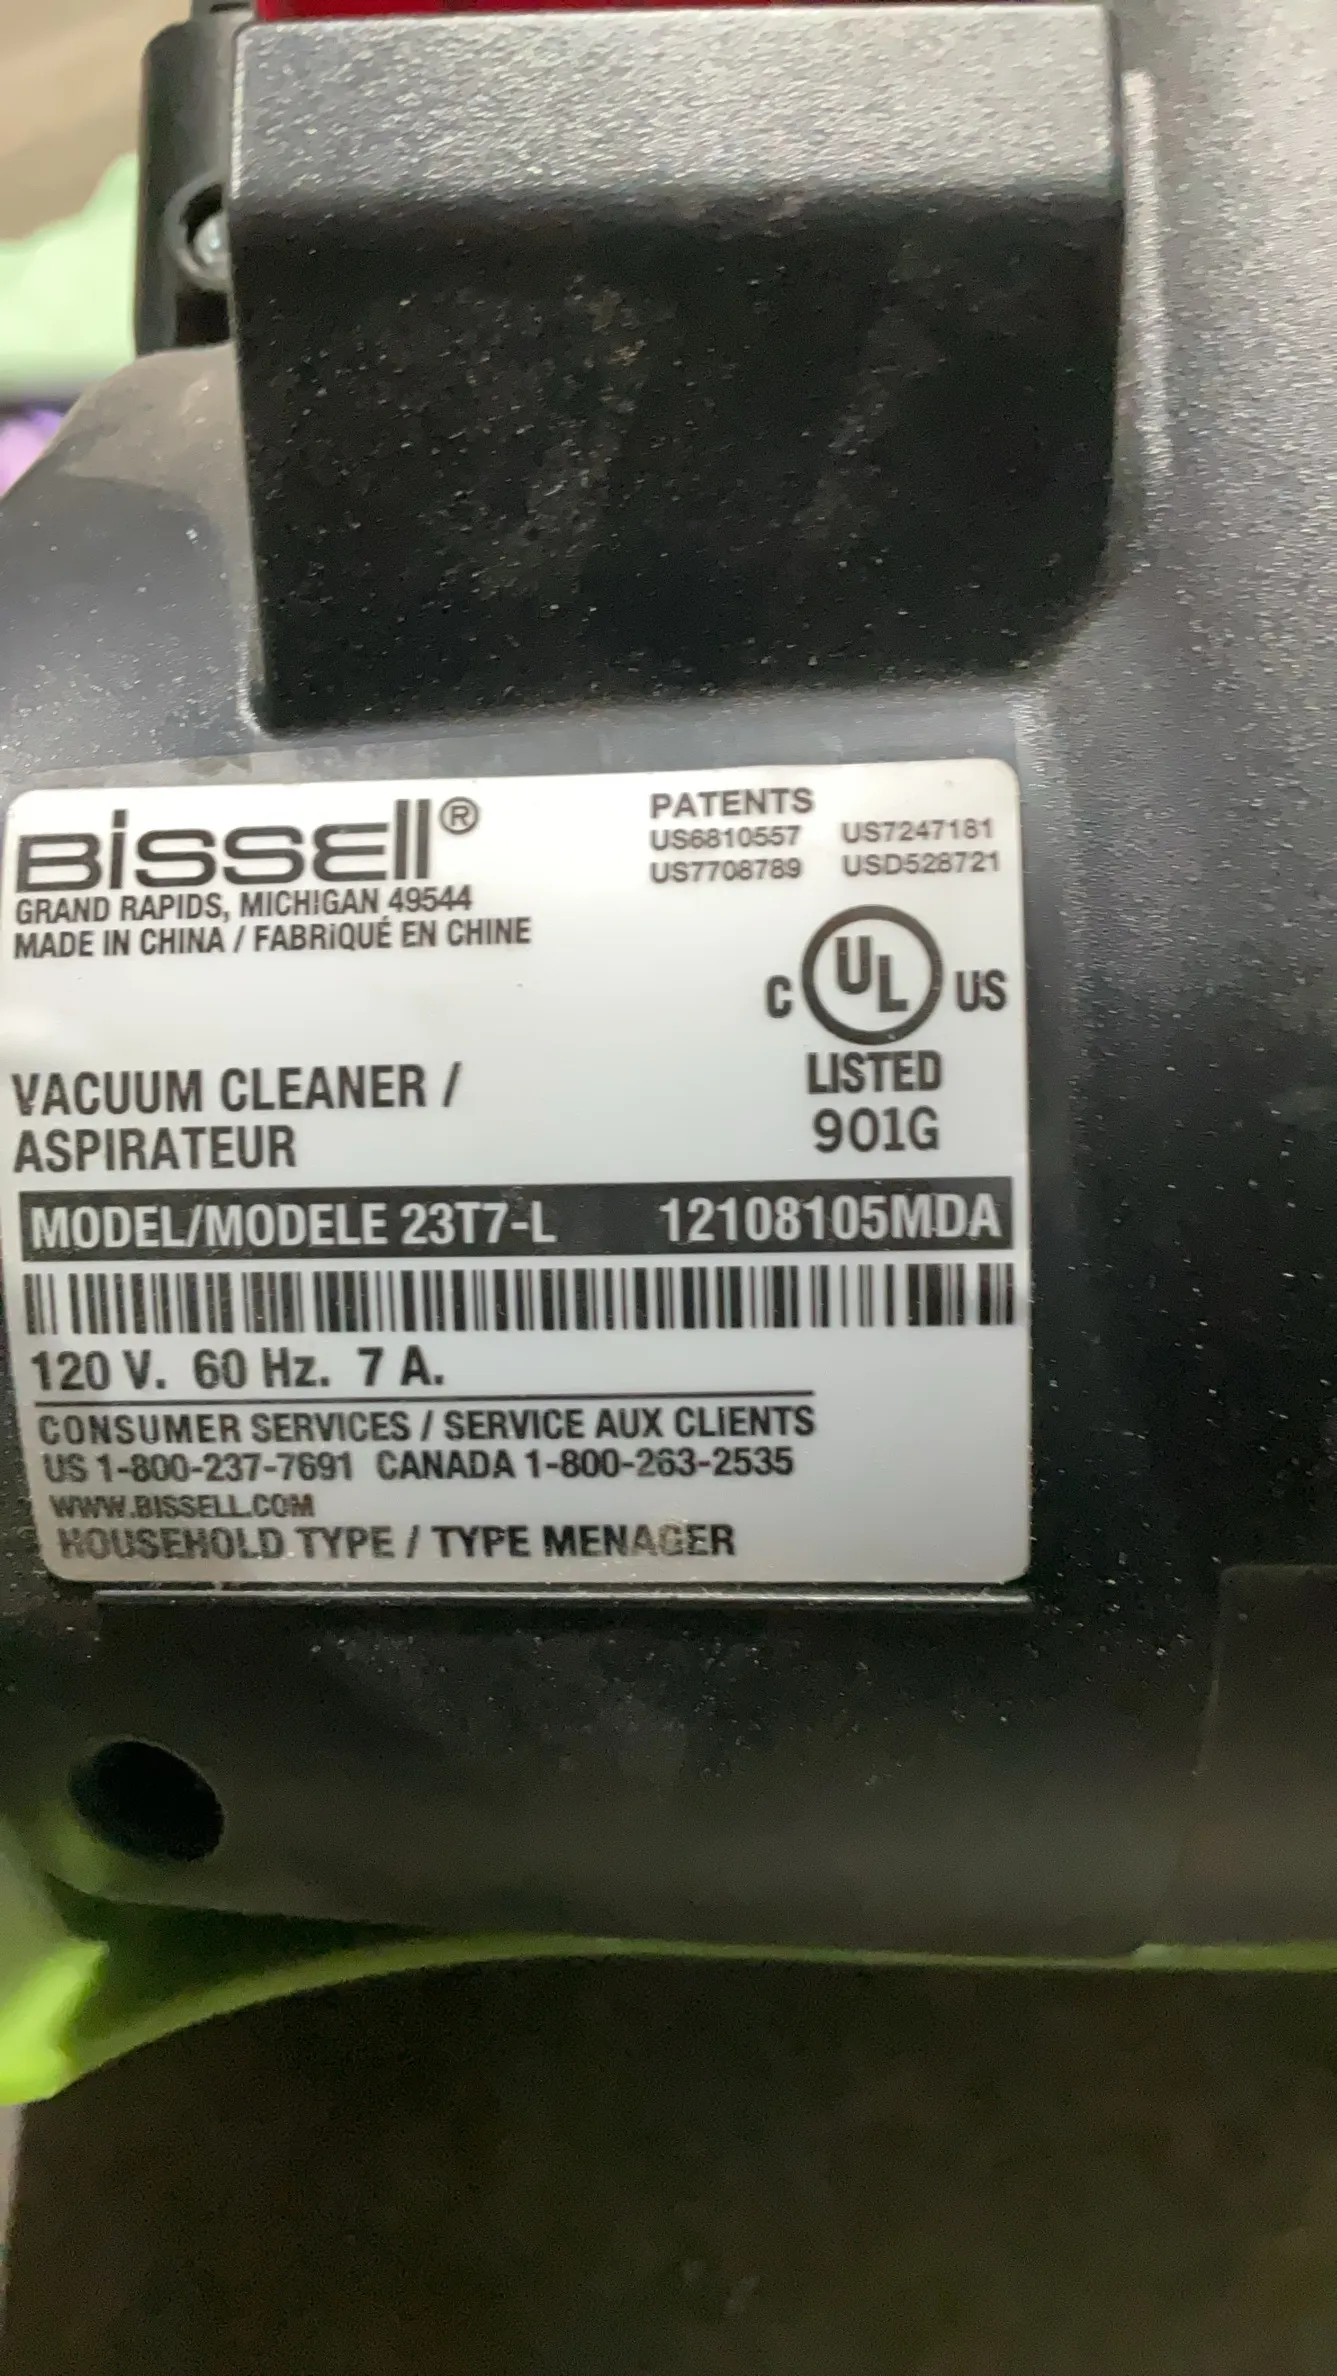 BISSELL®
GRAND RAPIDS, MICHIGAN 49544
MADE IN CHINA / FABRiQUÉ EN CHINE
PATENTS
US6810557 US7247181
US7708789 USD528721
C UL US
LISTED
901G
VACUUM CLEANER /
ASPIRATEUR
MODEL/MODELE 23T7-L 12108105MDA
120 V. 60 Hz. 7 A.
CONSUMER SERVICES / SERVICE AUX CLIENTS
US 1-800-237-7691 CANADA 1-800-263-2535
WWW.BISSELL.COM
HOUSEHOLD TYPE / TYPE MENAGER